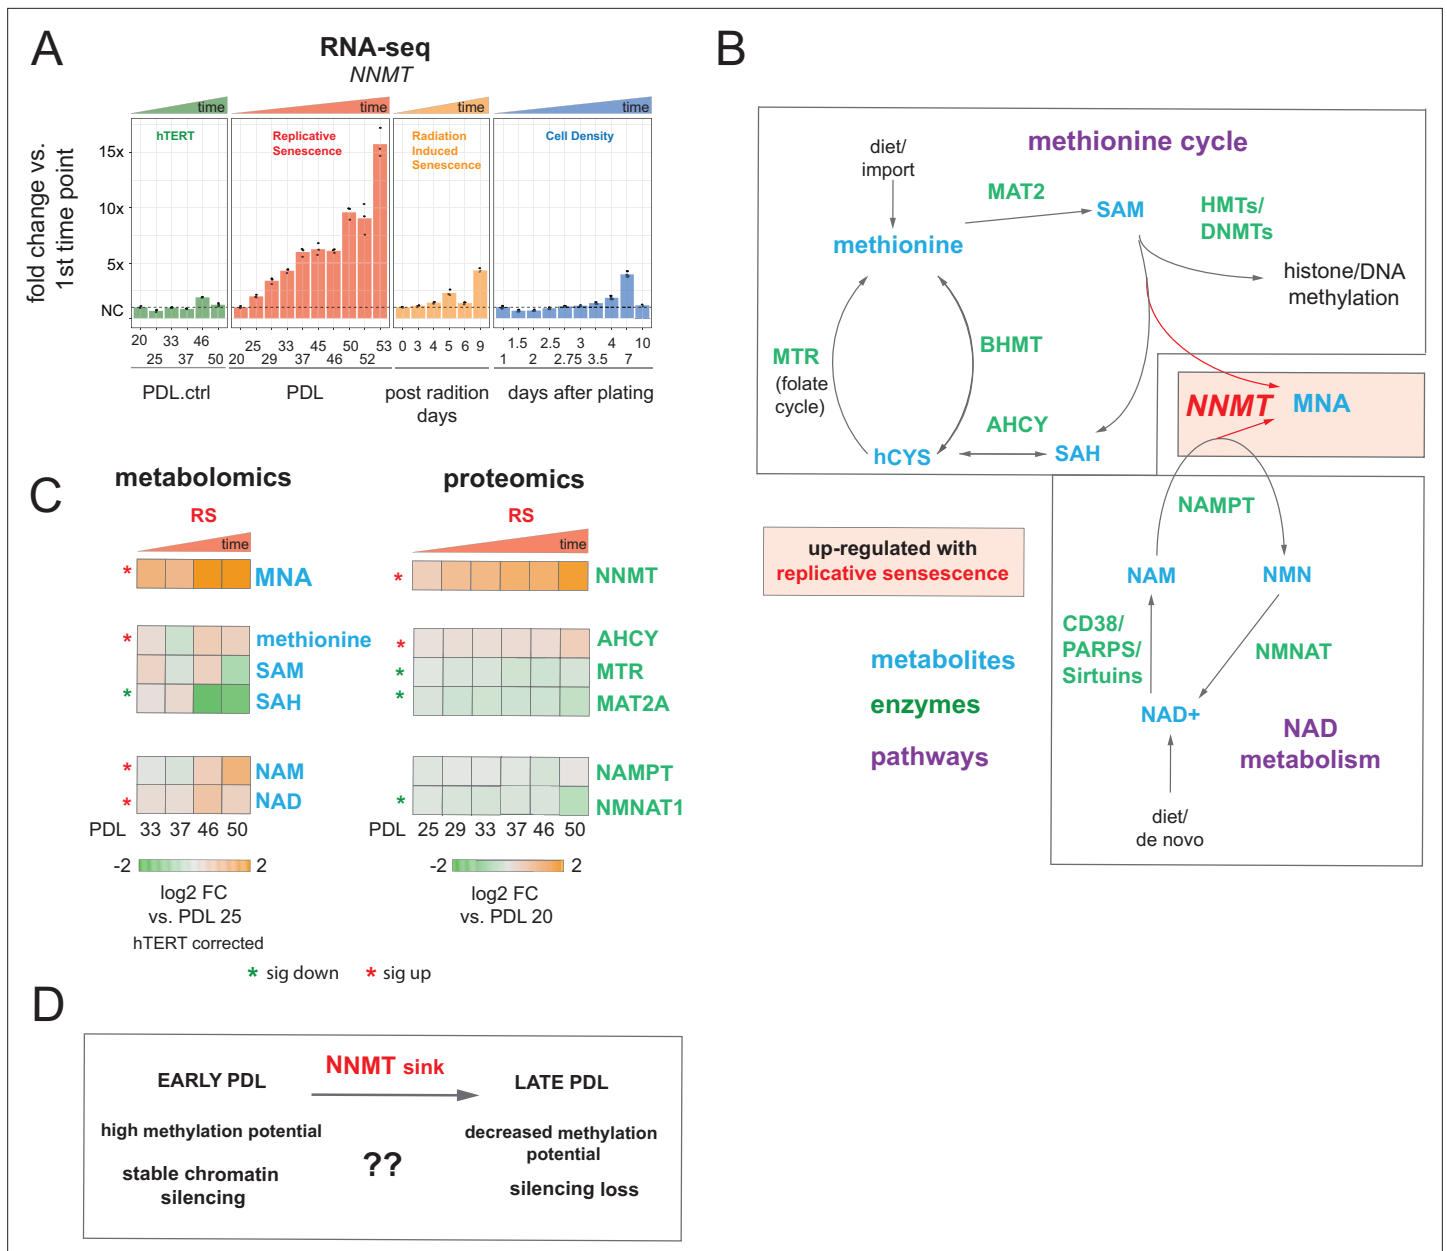 A
RNA-seq
NNMT
time
time
time
time
fold change vs.
1st time point
15x
10x
5x
NC
hTERT
Replicative
Senescence
Radiation
Induced
Senescence
Cell Density
20 33 46
25 37 50
PDL.ctrl
25 33 45 50 53
20 29 37 46 52
PDL
0 3 4 5 6 9
post radition
days
1.5 2.5 3 4 10
1 2 2.75 3.5 7
days after plating
B
methionine cycle
diet/
import
MAT2
SAM
HMTs/
DNMTs
methionine
histone/DNA
methylation
MTR
(folate
cycle)
BHMT
AHCY
hCYS
SAH
NNMT MNA
NAMPT
NAM
NMN
CD38/
PARPS/
Sirtuins
NMNAT
NAD+
NAD
metabolism
diet/
de novo
up-regulated with
replicative sensescence
metabolites
enzymes
pathways
C
metabolomics
RS
time
* MNA
* methionine
SAM
* SAH
* NAM
* NAD
PDL 33 37 46 50
-2 2
log2 FC
vs. PDL 25
hTERT corrected
proteomics
RS
time
* NNMT
* AHCY
* MTR
* MAT2A
NAMPT
* NMNAT1
PDL 25 29 33 37 46 50
-2 2
log2 FC
vs. PDL 20
* sig down * sig up
D
EARLY PDL
NNMT sink
LATE PDL
high methylation potential
stable chromatin
silencing
??
decreased methylation
potential
silencing loss